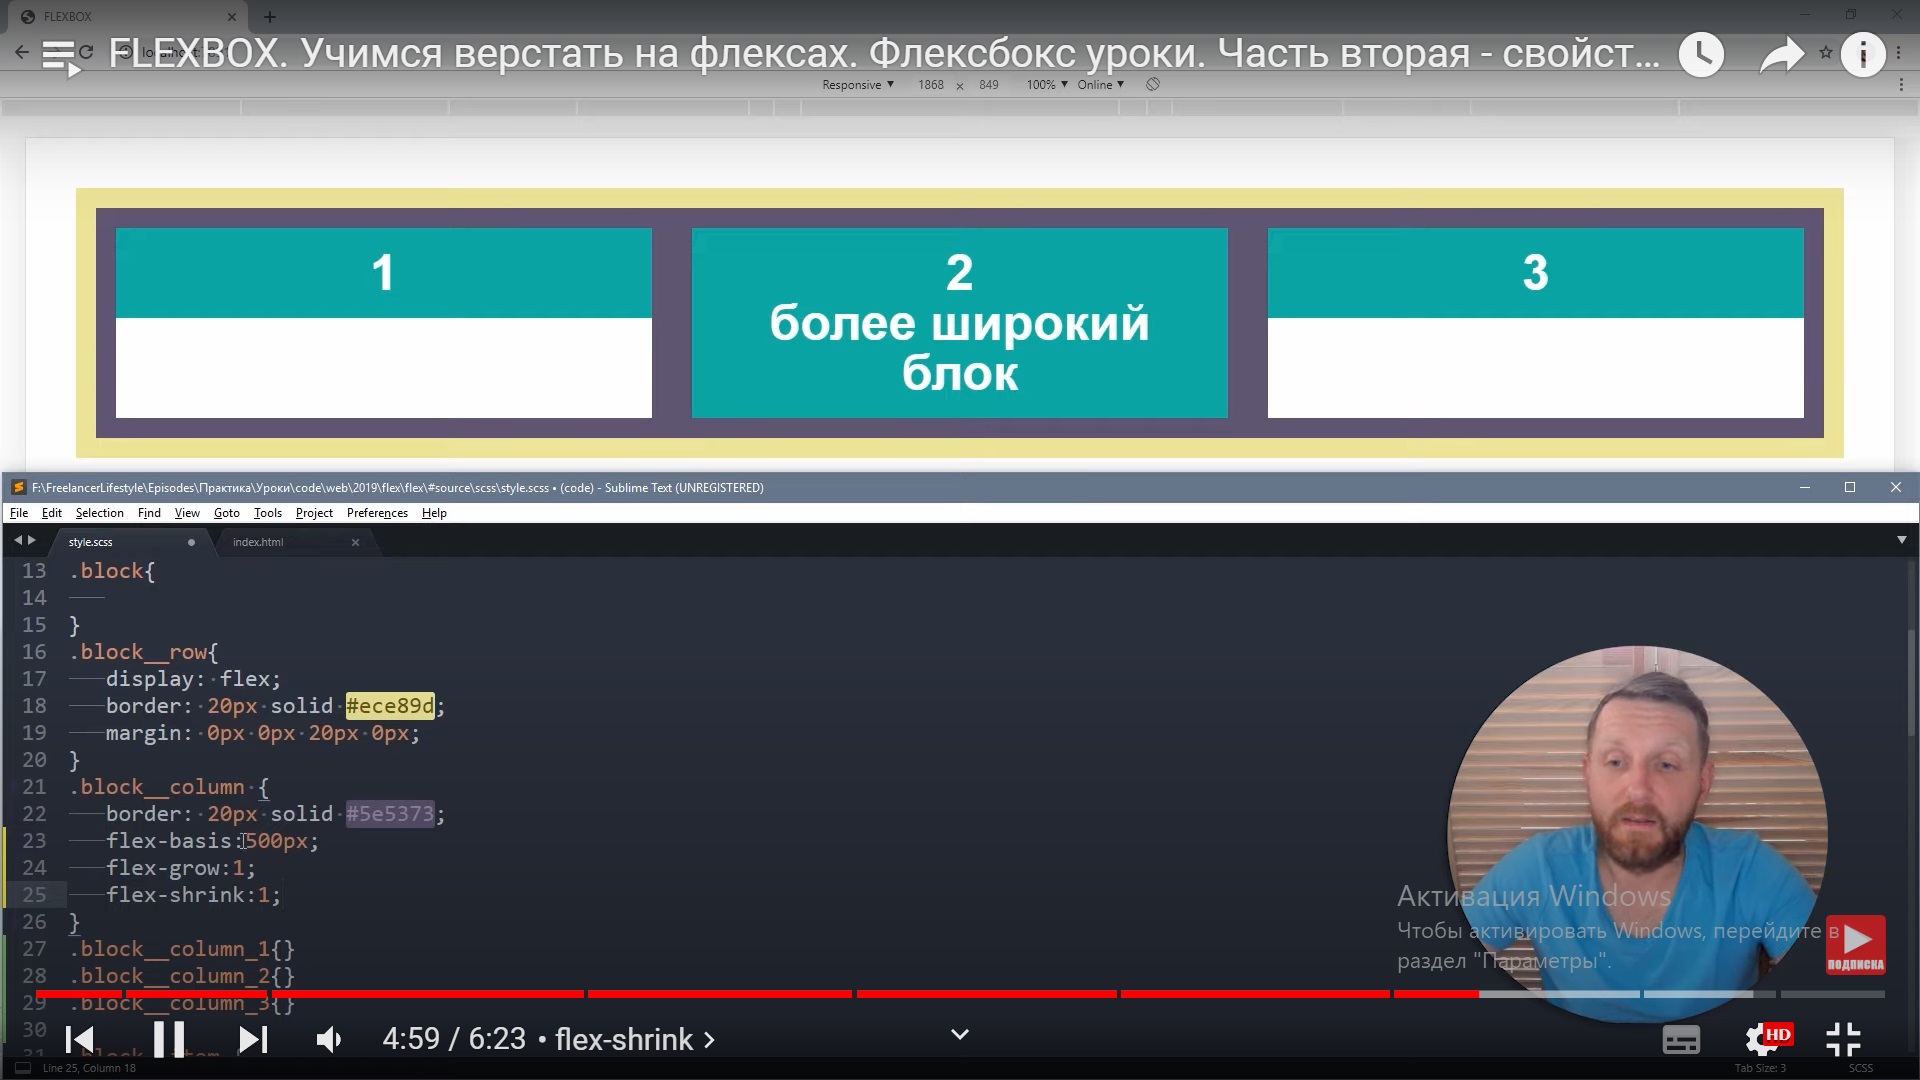 FLEXBOX
FLEXBOX. Учимся верстать на флексах. Флексбокс уроки. Часть вторая - свойст...
Responsive ▼ 1868 x 849 100% ▼ Online ▼
1
2
более широкий
блок
3
F:\FreelancerLifestyle\Episodes\Практика\Уроки\code\web\2019\flex\flex\#source\scss\style.scss • (code) - Sublime Text (UNREGISTERED)
File Edit Selection Find View Goto Tools Project Preferences Help
style.scss index.html
13 .block{
14
15 }
16 .block__row{
17 display: flex;
18 border: 20px solid #ece89d;
19 margin: 0px 0px 20px 0px;
20 }
21 .block__column {
22 border: 20px solid #5e5373;
23 flex-basis:500px;
24 flex-grow:1;
25 flex-shrink:1;
26 }
27 .block__column_1{}
28 .block__column_2{}
29 .block__column_3{}
30
Активация Windows
Чтобы активировать Windows, перейдите в
раздел "Параметры".
ПОДПИСКА
4:59 / 6:23 • flex-shrink
HD
Line 25, Column 18 Tab Size: 3 SCSS